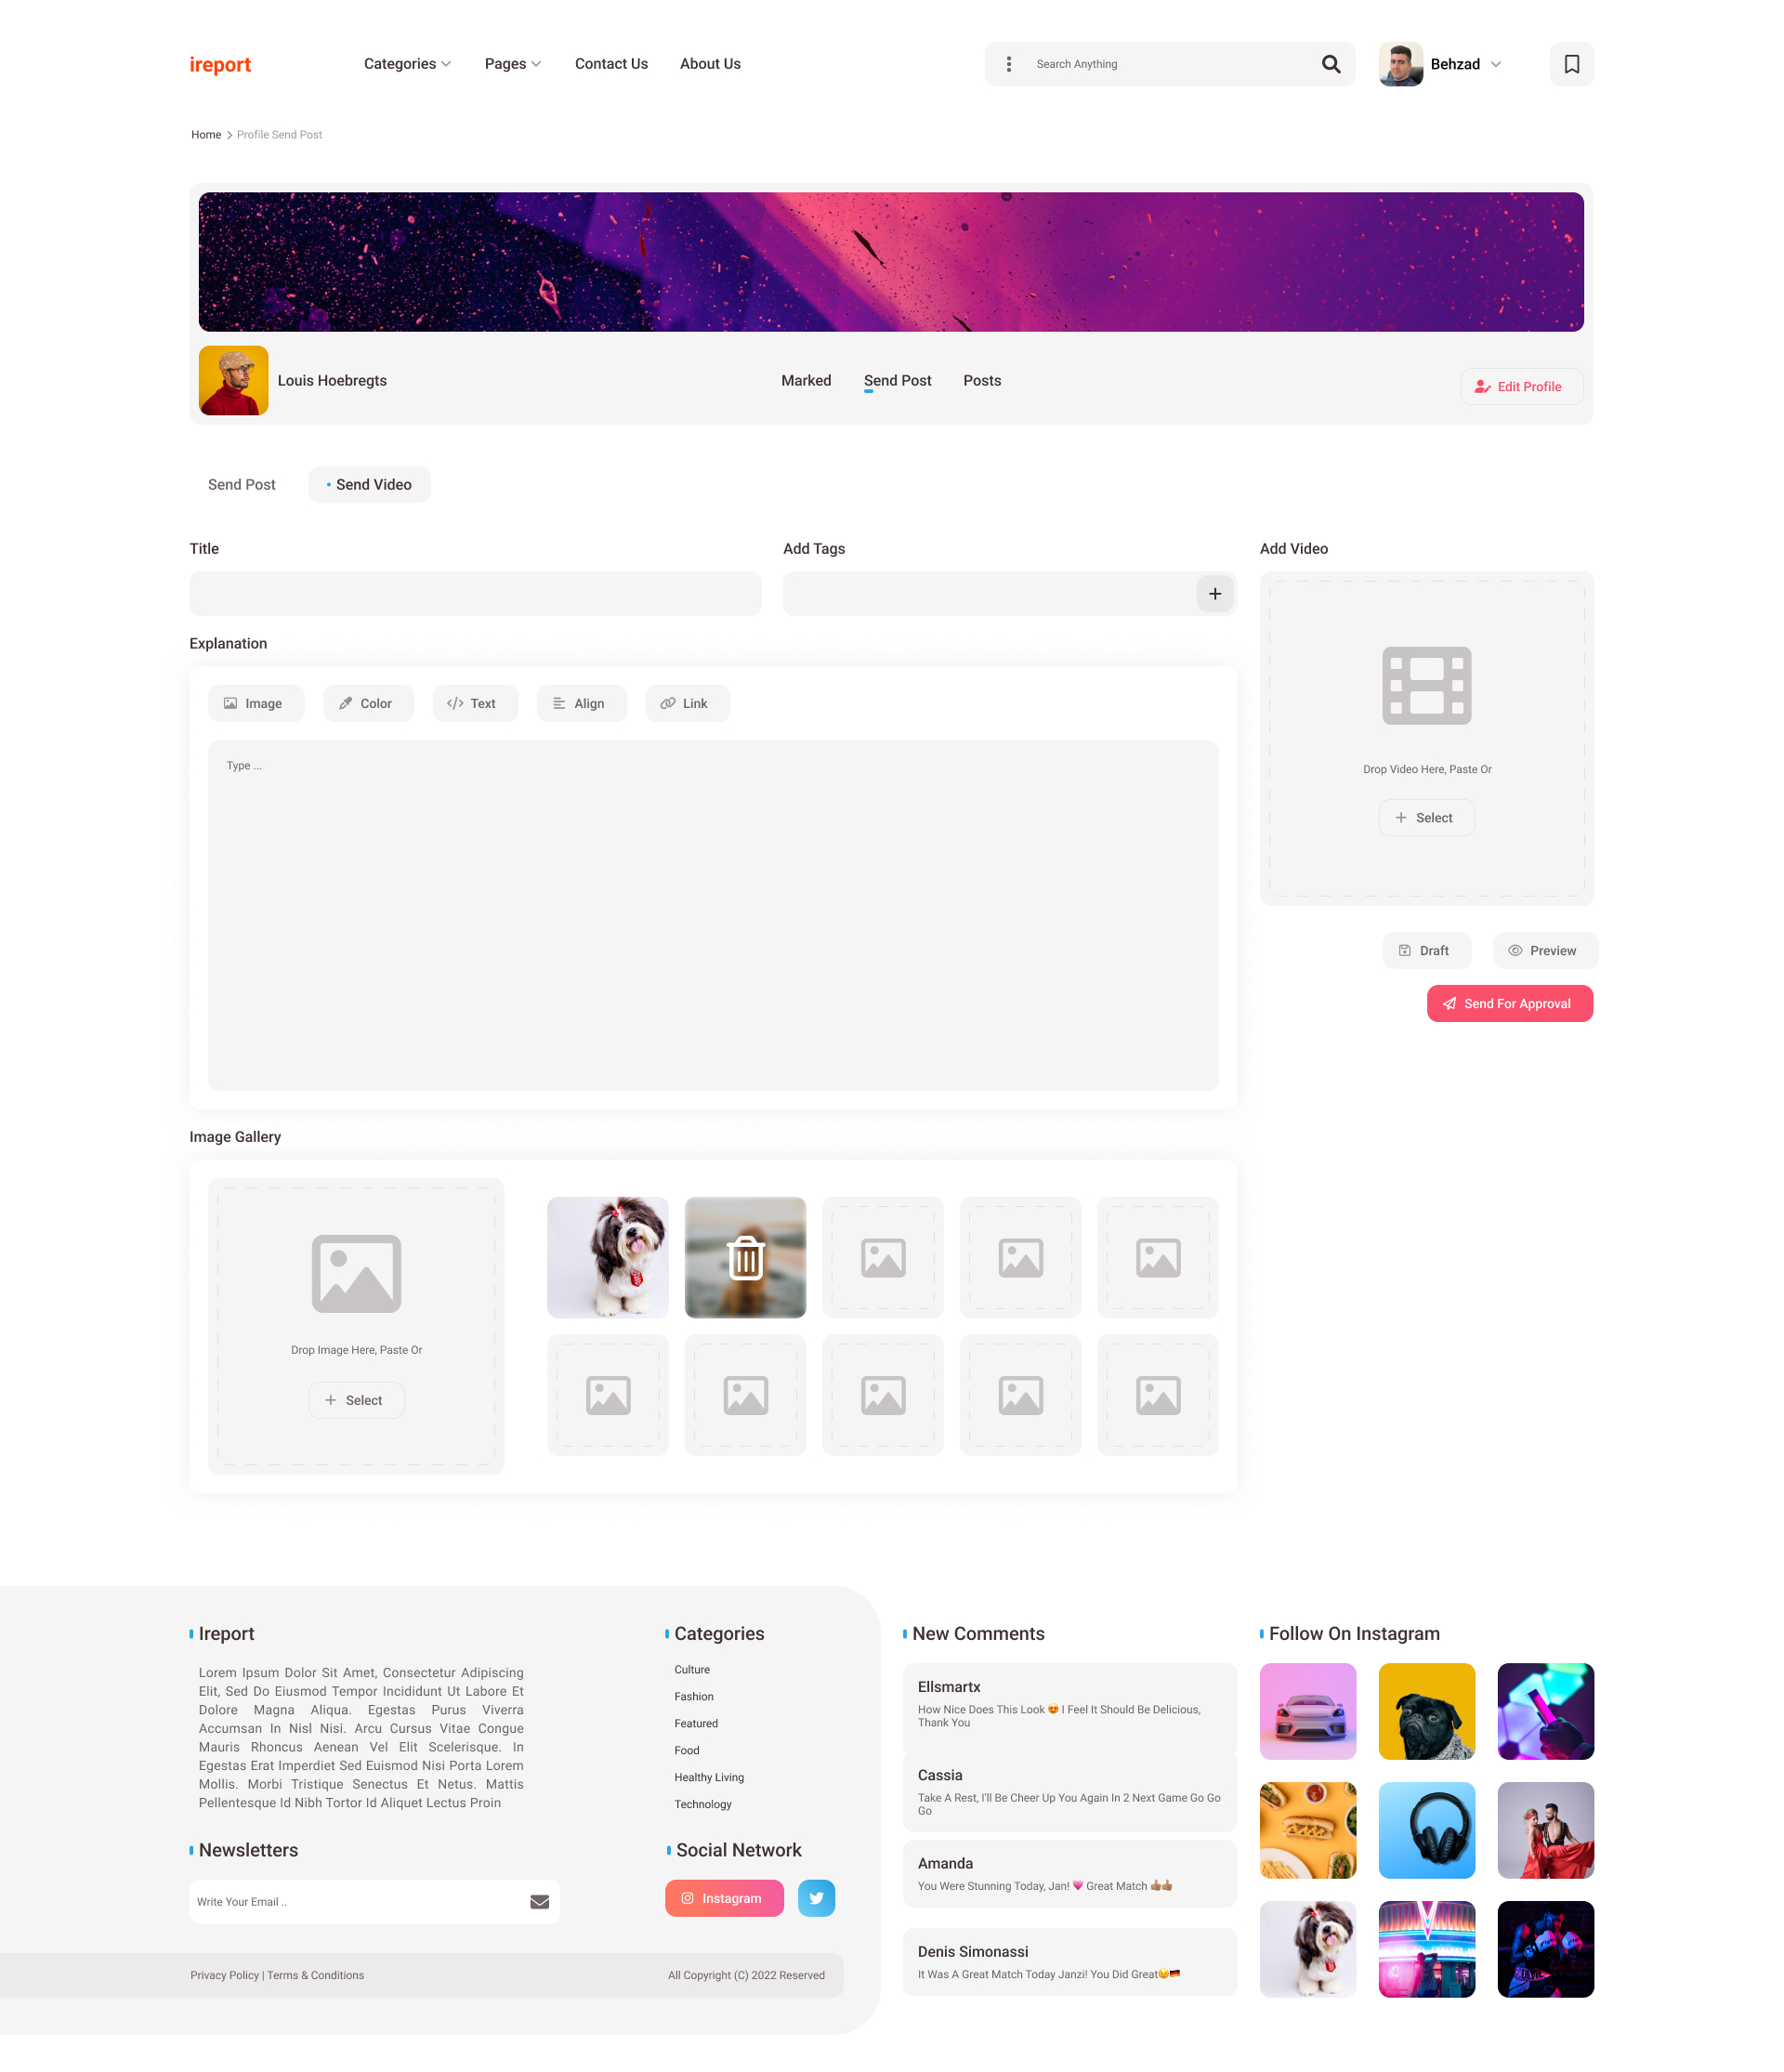 ireport
Categories
Pages
Contact Us
About Us
Search Anything
Behzad
Home
Profile Send Post
Louis Hoebregts
Marked
Send Post
Posts
Edit Profile
Send Post
Send Video
Title
Add Tags
Add Video
Explanation
Image
Color
Text
Align
Link
Type ...
Drop Video Here, Paste Or
Select
Draft
Preview
Send For Approval
Image Gallery
Drop Image Here, Paste Or
Select
Ireport
Lorem Ipsum Dolor Sit Amet, Consectetur Adipiscing
Elit, Sed Do Eiusmod Tempor Incididunt Ut Labore Et
Dolore Magna Aliqua. Egestas Purus Viverra
Accumsan In Nisl Nisi. Arcu Cursus Vitae Congue
Mauris Rhoncus Aenean Vel Elit Scelerisque. In
Egestas Erat Imperdiet Sed Euismod Nisi Porta Lorem
Mollis. Morbi Tristique Senectus Et Netus. Mattis
Pellentesque Id Nibh Tortor Id Aliquet Lectus Proin
Categories
Culture
Fashion
Featured
Food
Healthy Living
Technology
Newsletters
Write Your Email ..
Social Network
Instagram
Privacy Policy | Terms & Conditions
All Copyright (C) 2022 Reserved
New Comments
Ellsmartx
How Nice Does This Look 😍 I Feel It Should Be Delicious,
Thank You
Cassia
Take A Rest, I'll Be Cheer Up You Again In 2 Next Game Go Go
Go
Amanda
You Were Stunning Today, Jan! 💗 Great Match 👍🏽👍🏽
Denis Simonassi
It Was A Great Match Today Janzi! You Did Great😉🇩🇪
Follow On Instagram